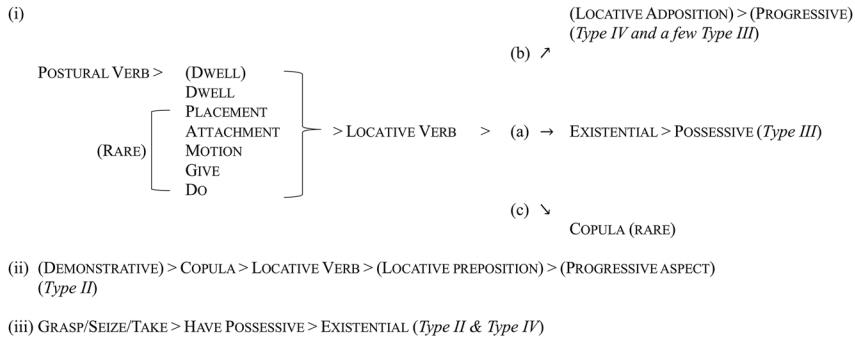 (i)
(LOCATIVE ADPOSITION) > (PROGRESSIVE)
(Type IV and a few Type III)
(b) ↗
POSTURAL VERB > (DWELL)
DWELL
PLACEMENT
ATTACHMENT > LOCATIVE VERB > (a) → EXISTENTIAL > POSSESSIVE (Type III)
(RARE) MOTION
GIVE
DO
(c) ↘
COPULA (RARE)
(ii) (DEMONSTRATIVE) > COPULA > LOCATIVE VERB > (LOCATIVE PREPOSITION) > (PROGRESSIVE ASPECT)
(Type II)
(iii) GRASP/SEIZE/TAKE > HAVE POSSESSIVE > EXISTENTIAL (Type II & Type IV)